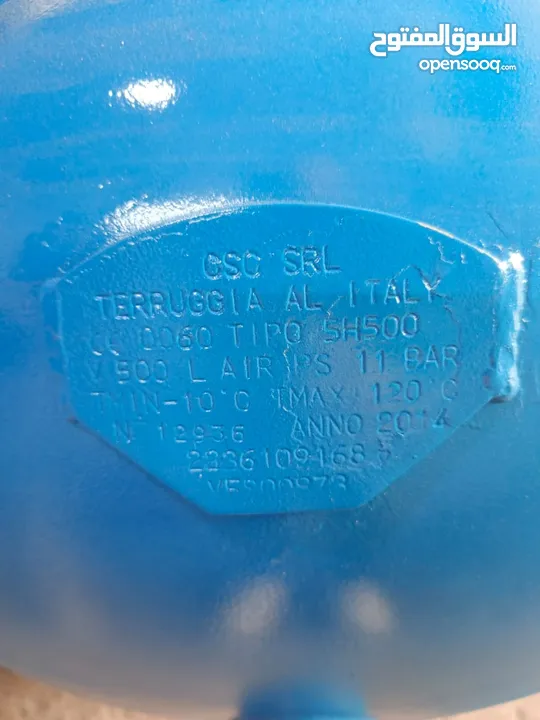 السوق المفتوح
opensooq.com
CSC SRL
TERRUGGIA AL ITALY
CE 0060 TIPO 5H500
V 500 L AIR PS 11 BAR
TMIN-10°C TMAX 120°C
N° 12936 ANNO 2014